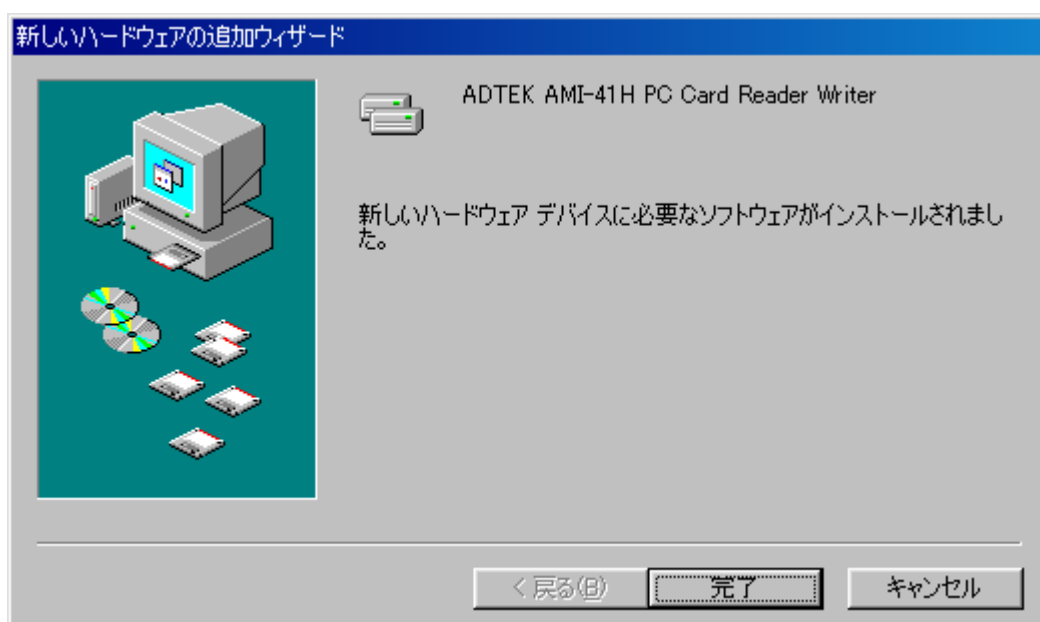 新しいハードウェアの追加ウィザード
ADTEK AMI-41H PC Card Reader Writer
新しいハードウェア デバイスに必要なソフトウェアがインストールされまし
た。
< 戻る(B)
完了
キャンセル